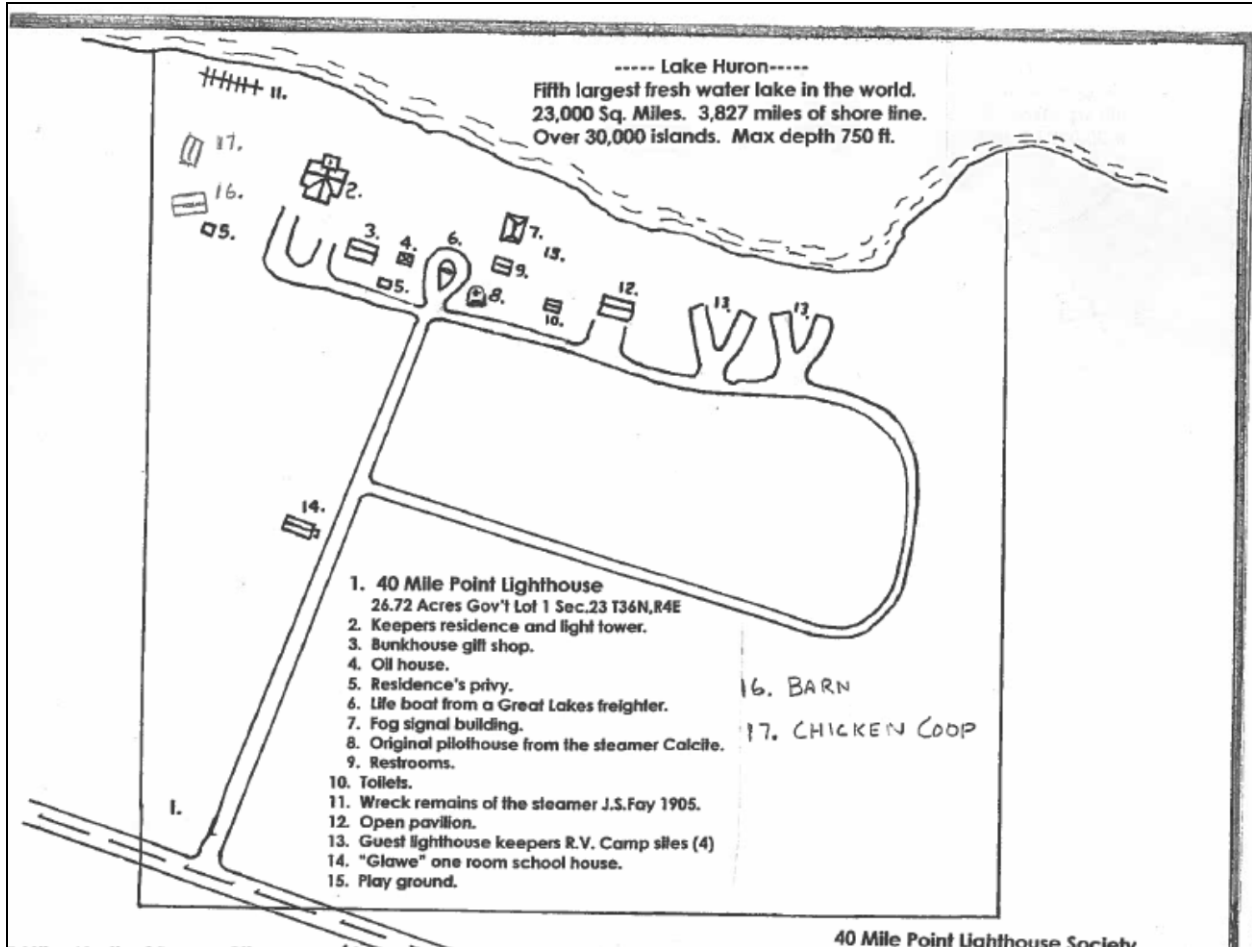 ----- Lake Huron-----
Fifth largest fresh water lake in the world.
23,000 Sq. Miles. 3,827 miles of shore line.
Over 30,000 islands. Max depth 750 ft.
11.
17.
16.
5.
2.
3.
4.
5.
6.
7.
15.
9.
8.
10.
12.
13.
13.
14.
1.
1. 40 Mile Point Lighthouse
26.72 Acres Gov't Lot 1 Sec.23 T36N,R4E
2. Keepers residence and light tower.
3. Bunkhouse gift shop.
4. Oil house.
5. Residence's privy.
6. Life boat from a Great Lakes freighter.
7. Fog signal building.
8. Original pilothouse from the steamer Calcite.
9. Restrooms.
10. Toilets.
11. Wreck remains of the steamer J.S.Fay 1905.
12. Open pavilion.
13. Guest lighthouse keepers R.V. Camp sites (4)
14. "Glawe" one room school house.
15. Play ground.
16. BARN
17. CHICKEN COOP
40 Mile Point Lighthouse Society